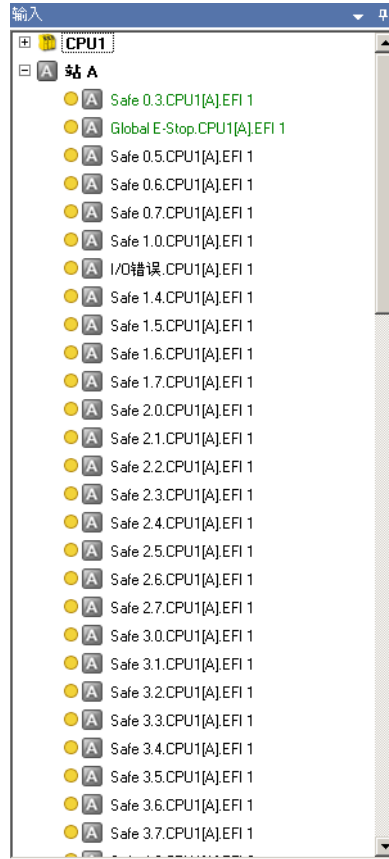 输入
CPU1
站 A
Safe 0.3.CPU1[A].EFI 1
Global E-Stop.CPU1[A].EFI 1
Safe 0.5.CPU1[A].EFI 1
Safe 0.6.CPU1[A].EFI 1
Safe 0.7.CPU1[A].EFI 1
Safe 1.0.CPU1[A].EFI 1
I/O错误.CPU1[A].EFI 1
Safe 1.4.CPU1[A].EFI 1
Safe 1.5.CPU1[A].EFI 1
Safe 1.6.CPU1[A].EFI 1
Safe 1.7.CPU1[A].EFI 1
Safe 2.0.CPU1[A].EFI 1
Safe 2.1.CPU1[A].EFI 1
Safe 2.2.CPU1[A].EFI 1
Safe 2.3.CPU1[A].EFI 1
Safe 2.4.CPU1[A].EFI 1
Safe 2.5.CPU1[A].EFI 1
Safe 2.6.CPU1[A].EFI 1
Safe 2.7.CPU1[A].EFI 1
Safe 3.0.CPU1[A].EFI 1
Safe 3.1.CPU1[A].EFI 1
Safe 3.2.CPU1[A].EFI 1
Safe 3.3.CPU1[A].EFI 1
Safe 3.4.CPU1[A].EFI 1
Safe 3.5.CPU1[A].EFI 1
Safe 3.6.CPU1[A].EFI 1
Safe 3.7.CPU1[A].EFI 1